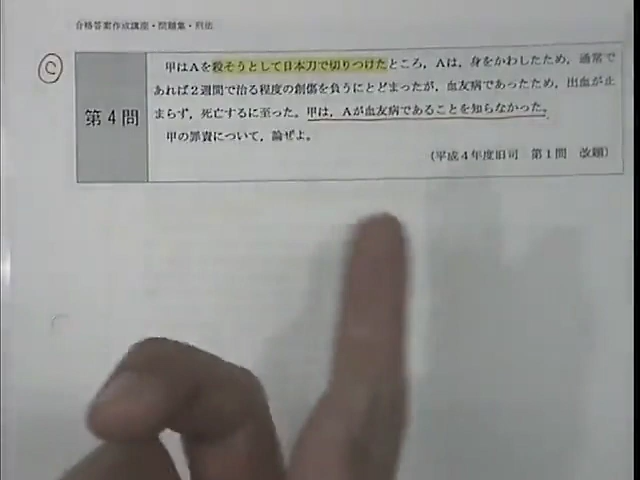 合格答案作成講座・問題集・刑法
C
第4問
甲はAを殺そうとして日本刀で切りつけたところ，Aは，身をかわしたため，通常で
あれば2週間で治る程度の創傷を負うにとどまったが，血友病であったため，出血が止
まらず，死亡するに至った。甲は，Aが血友病であることを知らなかった。
甲の罪責について，論ぜよ。
（平成4年度旧司　第1問　改題）